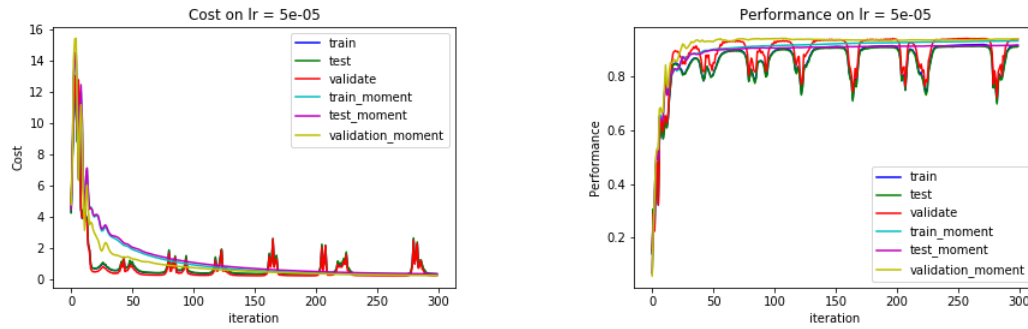 Cost on lr = 5e-05
16
14
12
10
8
6
4
2
0
Cost
train
test
validate
train_moment
test_moment
validation_moment
0 50 100 150 200 250 300
iteration
Performance on lr = 5e-05
0.8
0.6
0.4
0.2
Performance
train
test
validate
train_moment
test_moment
validation_moment
0 50 100 150 200 250 300
iteration